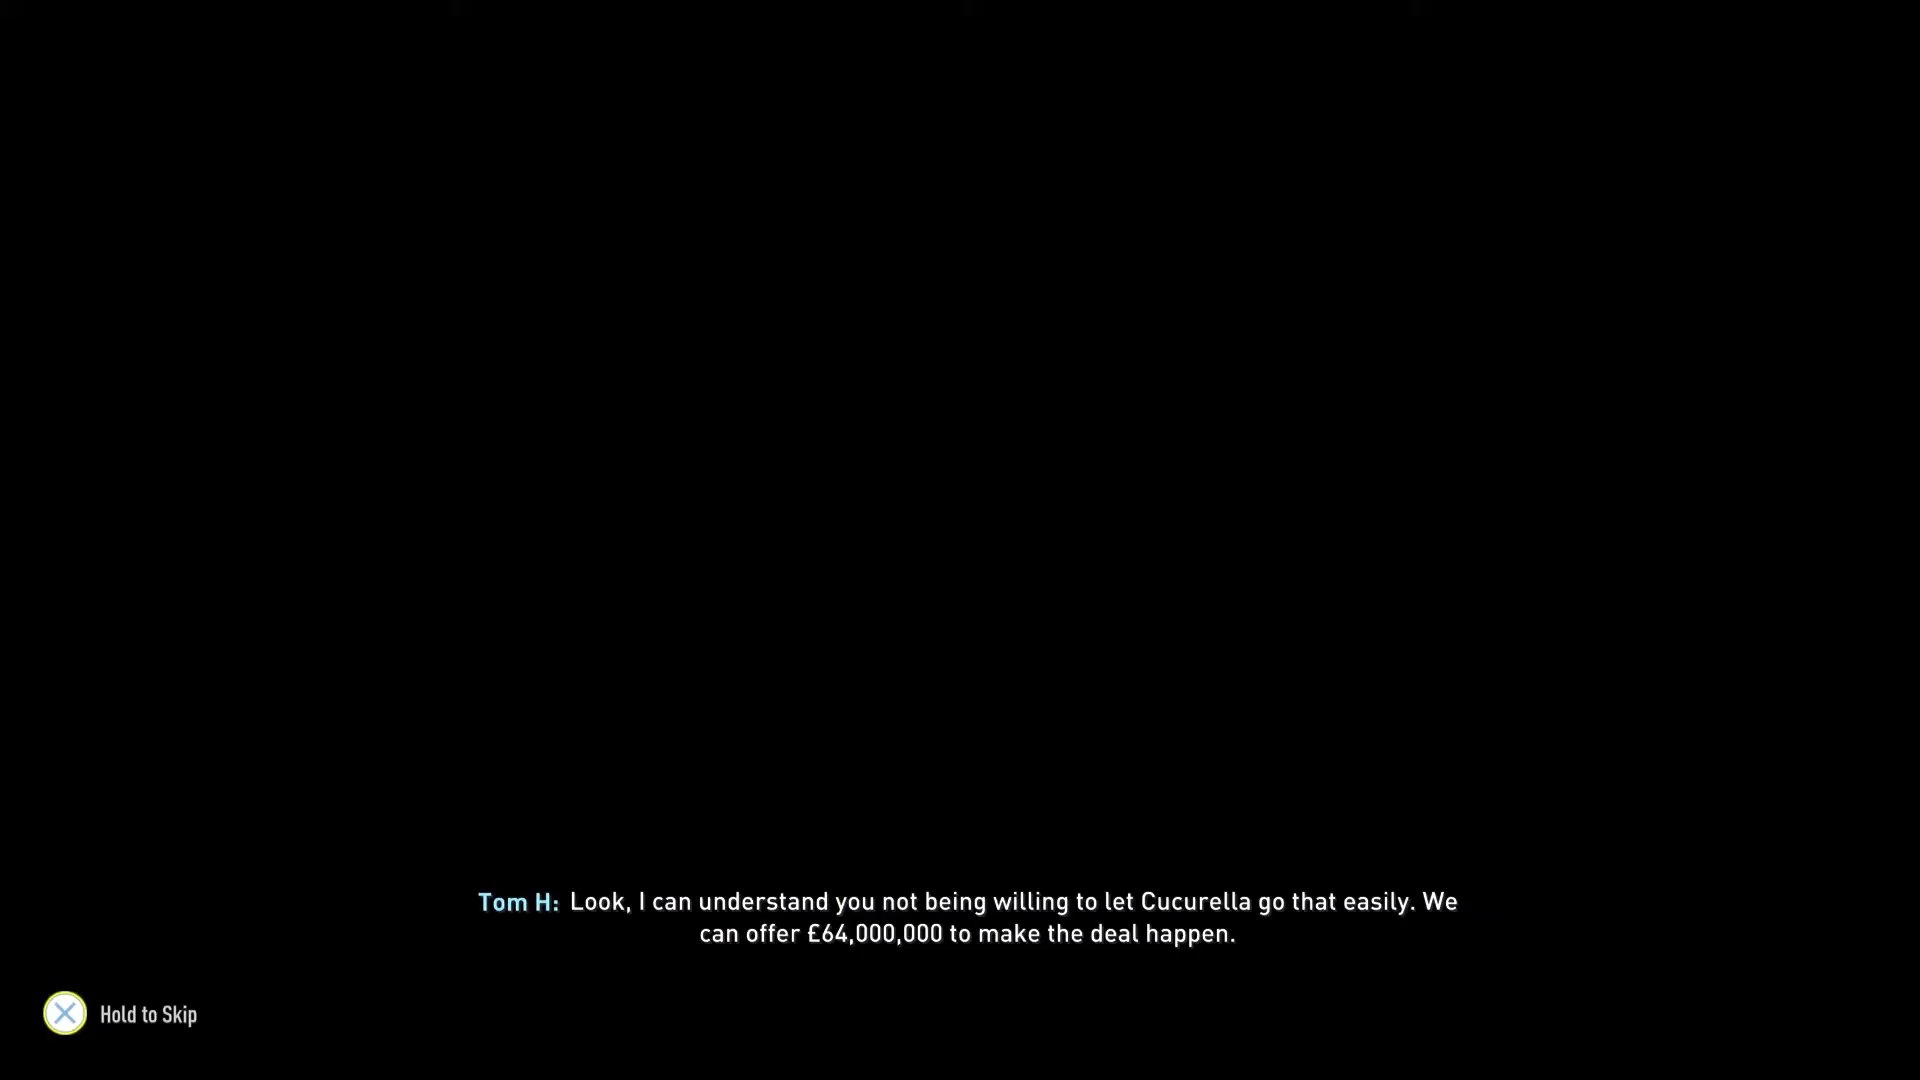 Tom H: Look, I can understand you not being willing to let Cucurella go that easily. We
can offer £64,000,000 to make the deal happen.
Hold to Skip